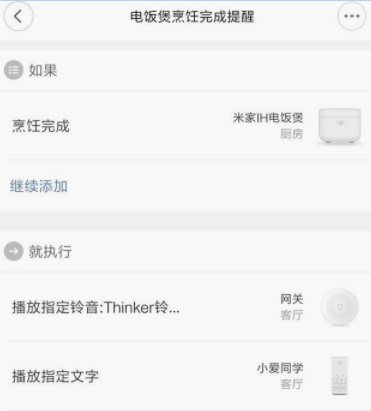 电饭煲烹饪完成提醒
如果
烹饪完成
米家IH电饭煲
厨房
继续添加
就执行
播放指定铃音:Thinker铃...
网关
客厅
播放指定文字
小爱同学
客厅